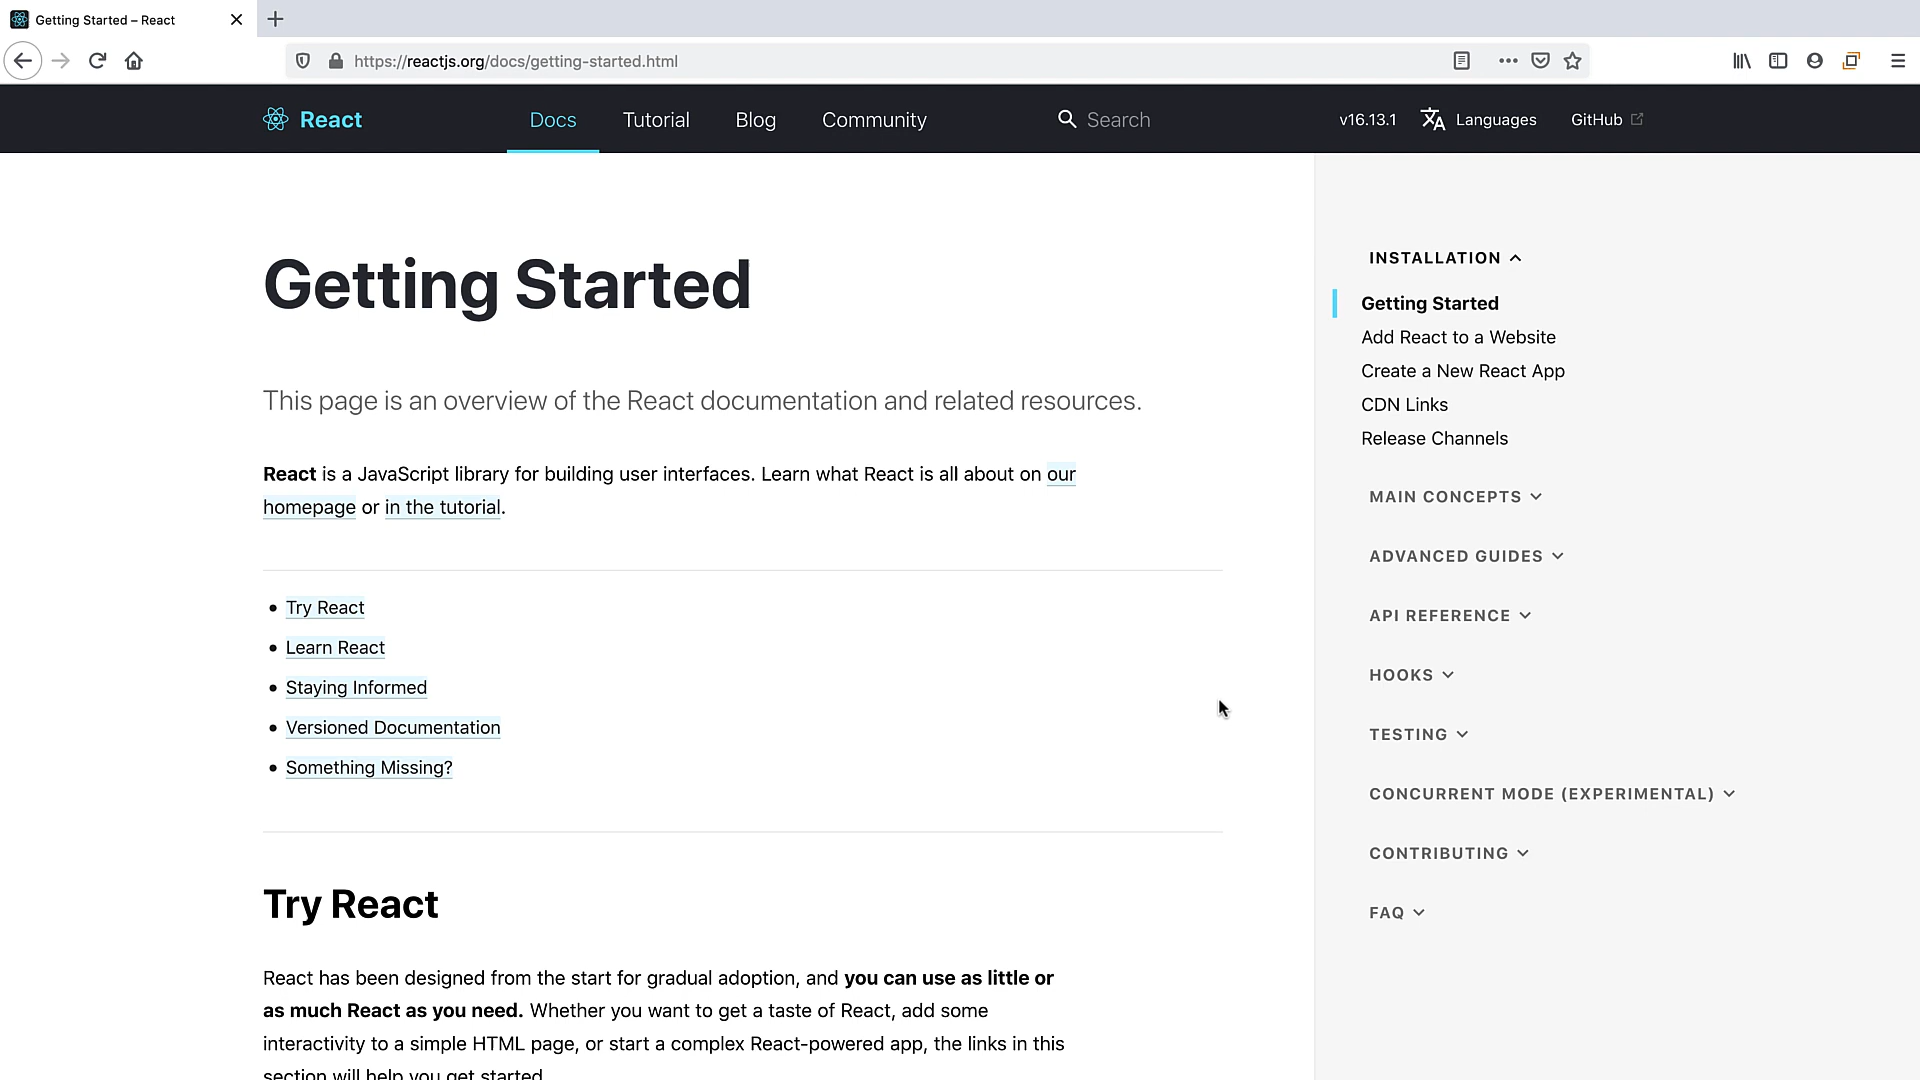 Getting Started – React
https://reactjs.org/docs/getting-started.html
React Docs Tutorial Blog Community Search v16.13.1 Languages GitHub
Getting Started
This page is an overview of the React documentation and related resources.
React is a JavaScript library for building user interfaces. Learn what React is all about on our
homepage or in the tutorial.
Try React
Learn React
Staying Informed
Versioned Documentation
Something Missing?
Try React
React has been designed from the start for gradual adoption, and you can use as little or
as much React as you need. Whether you want to get a taste of React, add some
interactivity to a simple HTML page, or start a complex React-powered app, the links in this
section will help you get started.
INSTALLATION
Getting Started
Add React to a Website
Create a New React App
CDN Links
Release Channels
MAIN CONCEPTS
ADVANCED GUIDES
API REFERENCE
HOOKS
TESTING
CONCURRENT MODE (EXPERIMENTAL)
CONTRIBUTING
FAQ